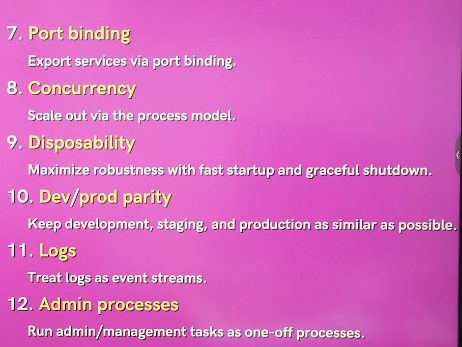 7. Port binding
Export services via port binding.
8. Concurrency
Scale out via the process model.
9. Disposability
Maximize robustness with fast startup and graceful shutdown.
10. Dev/prod parity
Keep development, staging, and production as similar as possible.
11. Logs
Treat logs as event streams.
12. Admin processes
Run admin/management tasks as one-off processes.